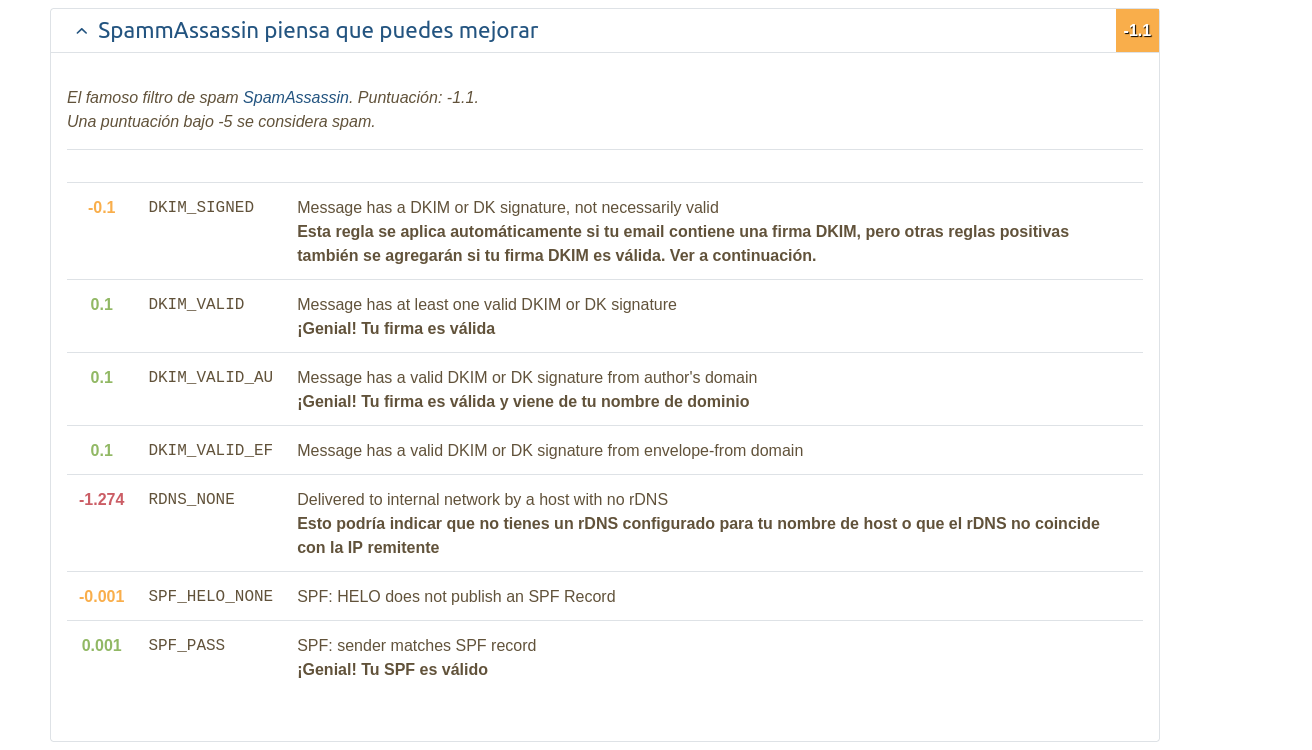 SpammAssassin piensa que puedes mejorar
-1.1
El famoso filtro de spam SpamAssassin. Puntuación: -1.1.
Una puntuación bajo -5 se considera spam.
-0.1 DKIM_SIGNED Message has a DKIM or DK signature, not necessarily valid
Esta regla se aplica automáticamente si tu email contiene una firma DKIM, pero otras reglas positivas
también se agregarán si tu firma DKIM es válida. Ver a continuación.
0.1 DKIM_VALID Message has at least one valid DKIM or DK signature
¡Genial! Tu firma es válida
0.1 DKIM_VALID_AU Message has a valid DKIM or DK signature from author's domain
¡Genial! Tu firma es válida y viene de tu nombre de dominio
0.1 DKIM_VALID_EF Message has a valid DKIM or DK signature from envelope-from domain
-1.274 RDNS_NONE Delivered to internal network by a host with no rDNS
Esto podría indicar que no tienes un rDNS configurado para tu nombre de host o que el rDNS no coincide
con la IP remitente
-0.001 SPF_HELO_NONE SPF: HELO does not publish an SPF Record
0.001 SPF_PASS SPF: sender matches SPF record
¡Genial! Tu SPF es válido